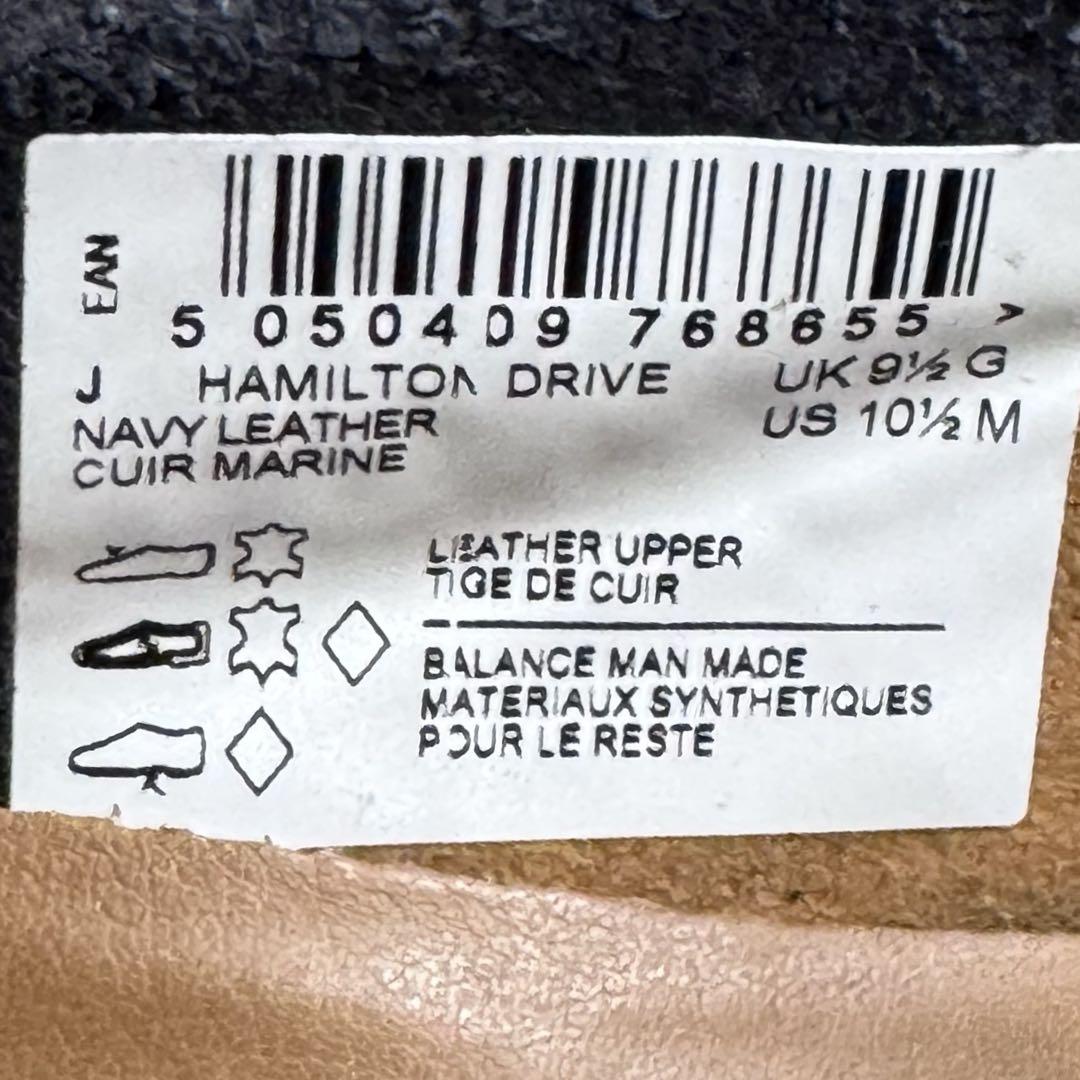 EAN
5 050409 768655 >
J HAMILTON DRIVE UK 9½ G
NAVY LEATHER US 10½ M
CUIR MARINE
LEATHER UPPER
TIGE DE CUIR
BALANCE MAN MADE
MATERIAUX SYNTHETIQUES
POUR LE RESTE